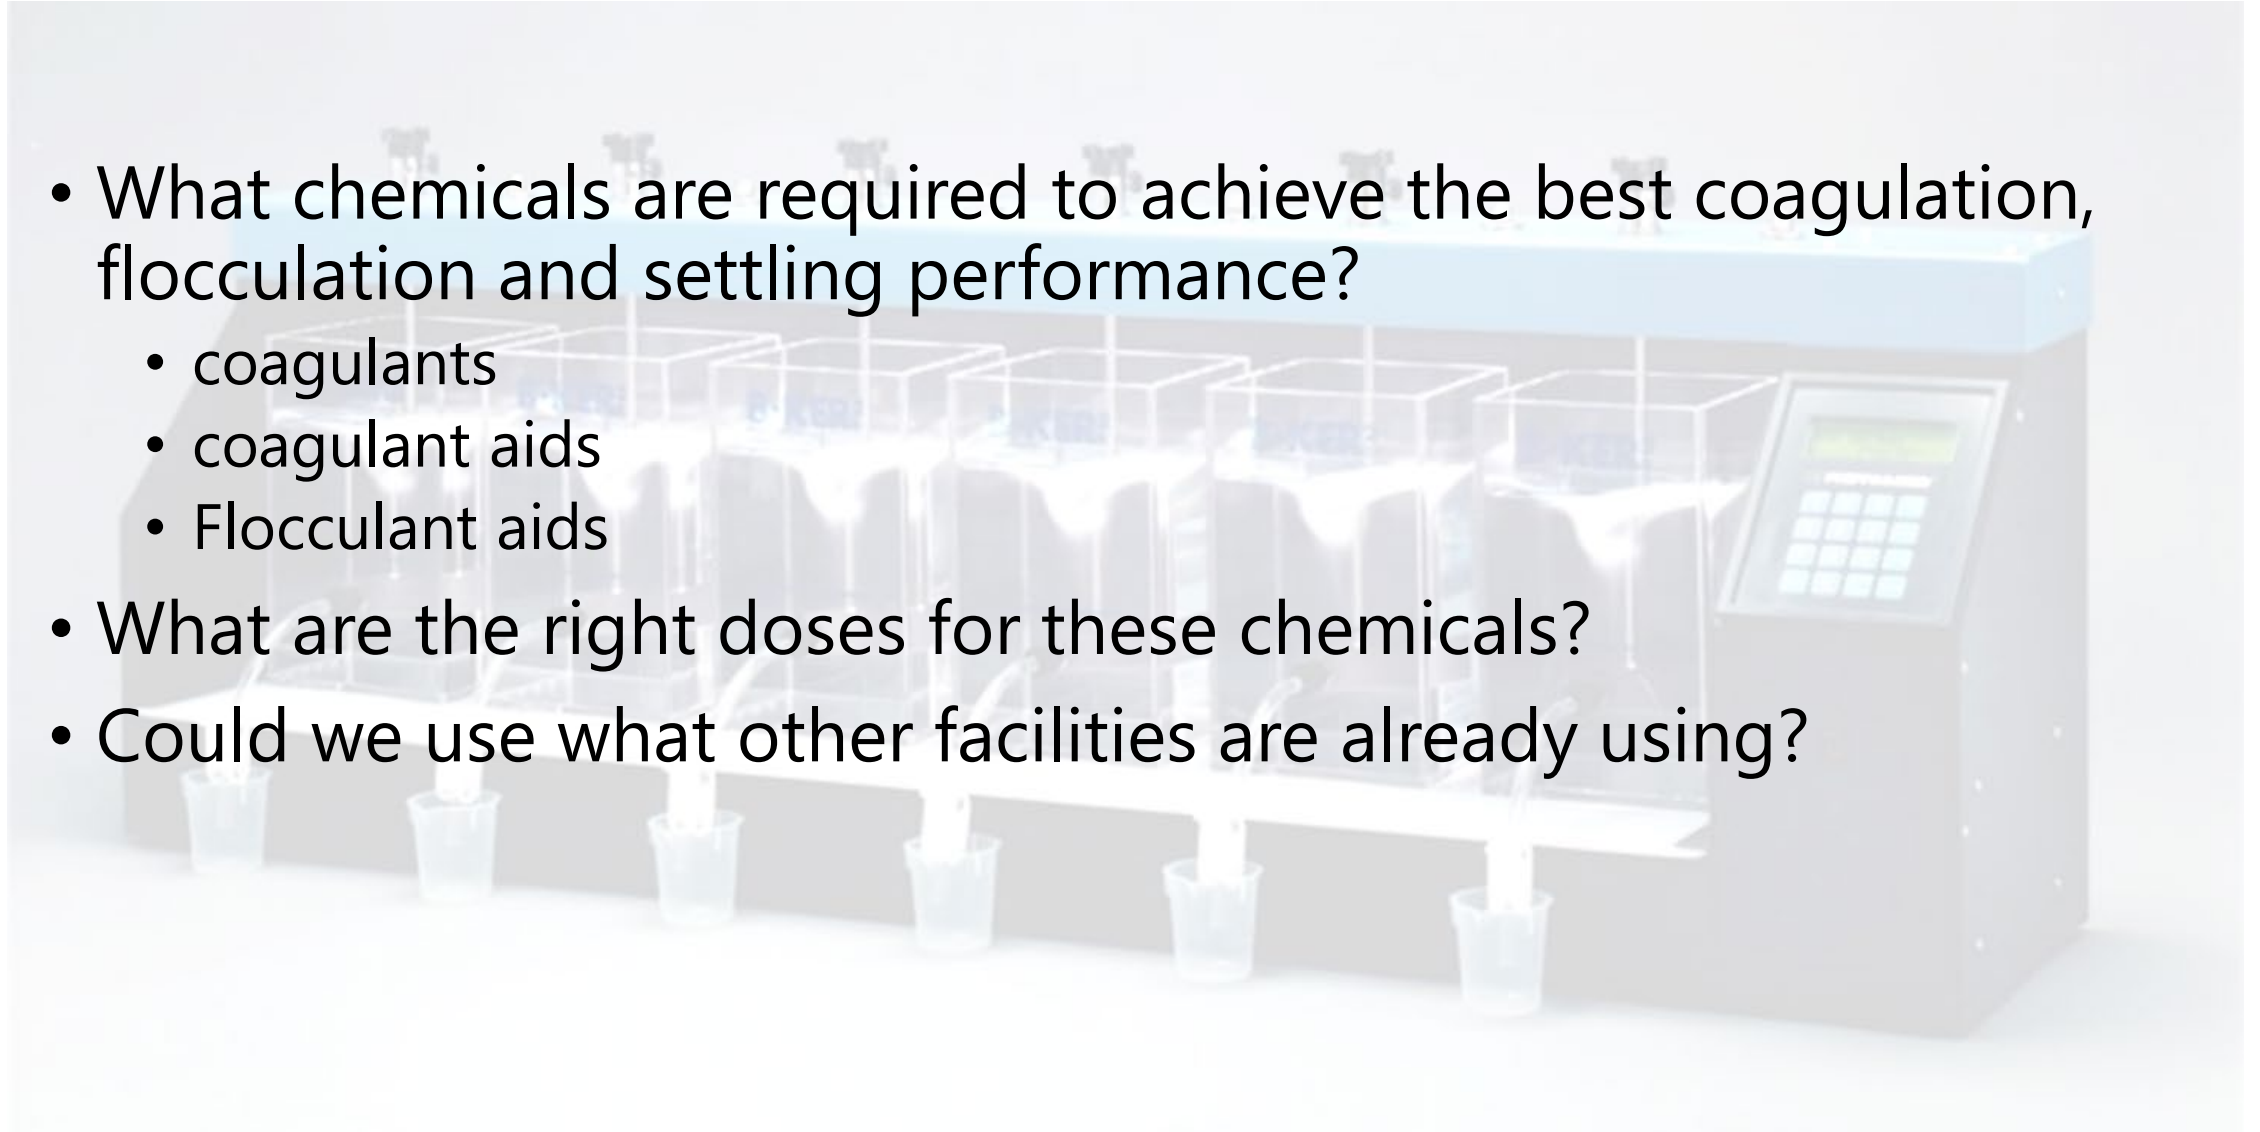 • What chemicals are required to achieve the best coagulation,
flocculation and settling performance?
• coagulants
• coagulant aids
• Flocculant aids
• What are the right doses for these chemicals?
• Could we use what other facilities are already using?